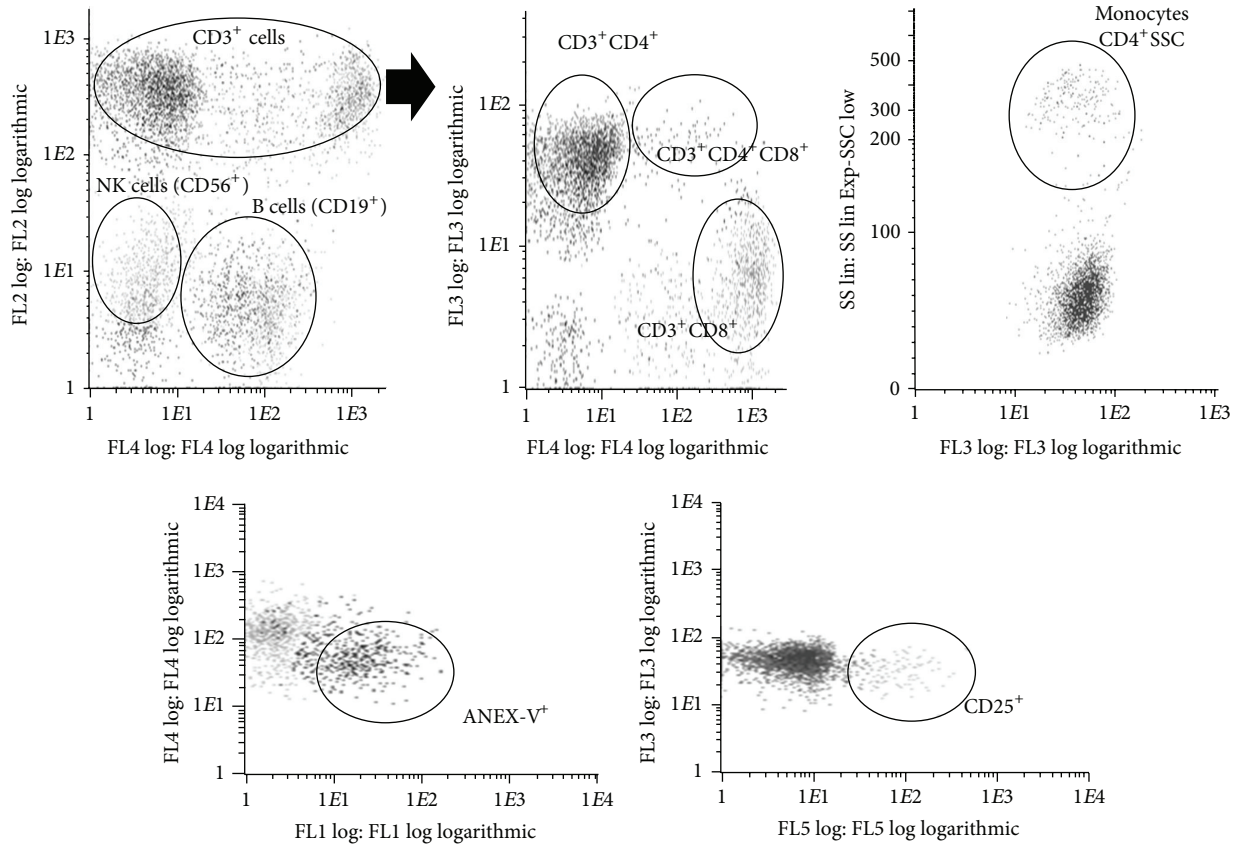 CD3+ cells
NK cells (CD56+)
B cells (CD19+)
1E3
1E2
1E1
1
1
1E1
1E2
1E3
FL2 log: FL2 log logarithmic
FL4 log: FL4 log logarithmic
CD3+CD4+
CD3+CD4+CD8+
CD3+CD8+
1E2
1E1
1
1
1E1
1E2
1E3
FL3 log: FL3 log logarithmic
FL4 log: FL4 log logarithmic
Monocytes
CD4+SSC
500
300
200
100
0
1
1E1
1E2
1E3
SS lin: SS lin Exp-SSC low
FL3 log: FL3 log logarithmic
1E4
1E3
1E2
1E1
1
1
1E1
1E2
1E3
1E4
ANEX-V+
FL4 log: FL4 log logarithmic
FL1 log: FL1 log logarithmic
1E4
1E3
1E2
1E1
1
1
1E1
1E2
1E3
1E4
CD25+
FL3 log: FL3 log logarithmic
FL5 log: FL5 log logarithmic